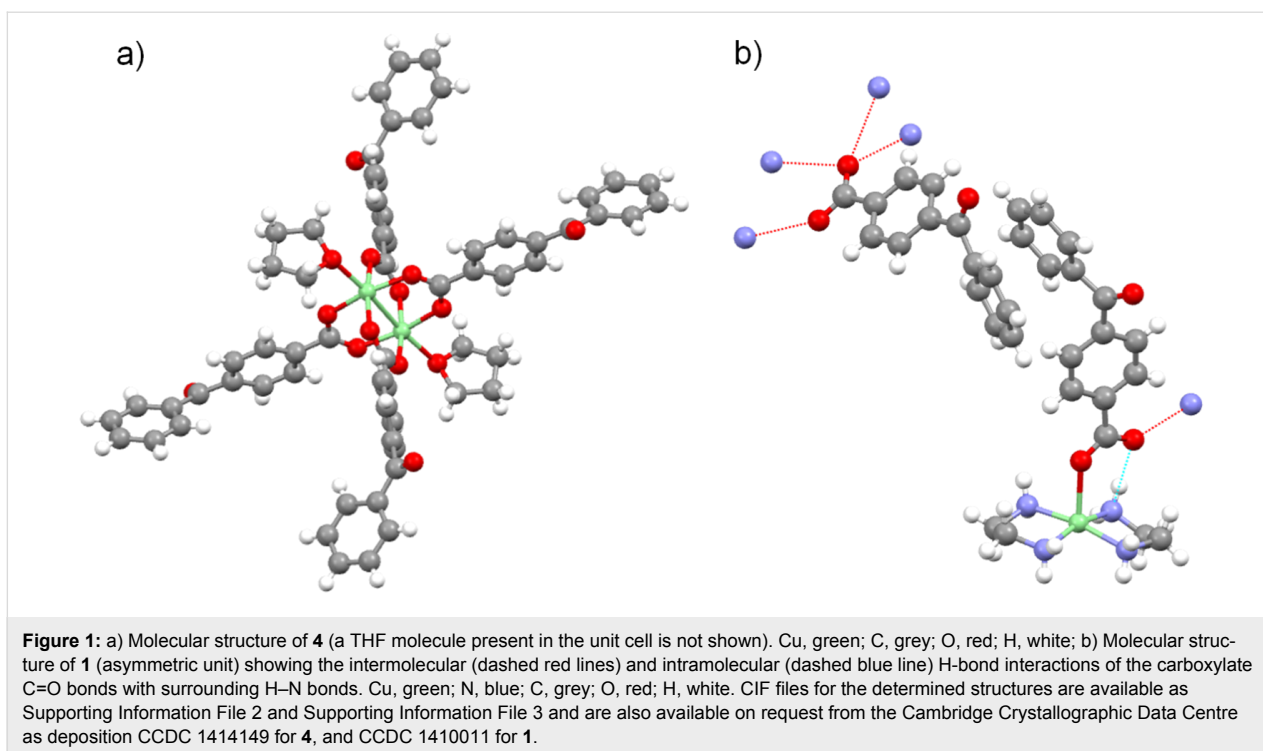 a)
b)
Figure 1: a) Molecular structure of 4 (a THF molecule present in the unit cell is not shown). Cu, green; C, grey; O, red; H, white; b) Molecular struc-
ture of 1 (asymmetric unit) showing the intermolecular (dashed red lines) and intramolecular (dashed blue line) H-bond interactions of the carboxylate
C=O bonds with surrounding H–N bonds. Cu, green; N, blue; C, grey; O, red; H, white. CIF files for the determined structures are available as
Supporting Information File 2 and Supporting Information File 3 and are also available on request from the Cambridge Crystallographic Data Centre
as deposition CCDC 1414149 for 4, and CCDC 1410011 for 1.